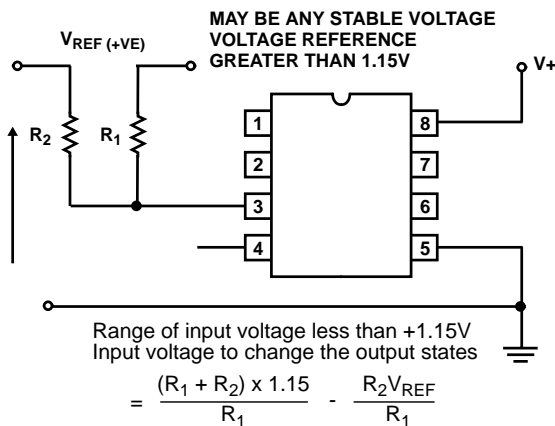 MAY BE ANY STABLE VOLTAGE
VOLTAGE REFERENCE
GREATER THAN 1.15V
VREF (+VE)
V+
R2
R1
1
2
3
4
8
7
6
5
Range of input voltage less than +1.15V
Input voltage to change the output states
= (R1 + R2) x 1.15 / R1 - R2VREF / R1